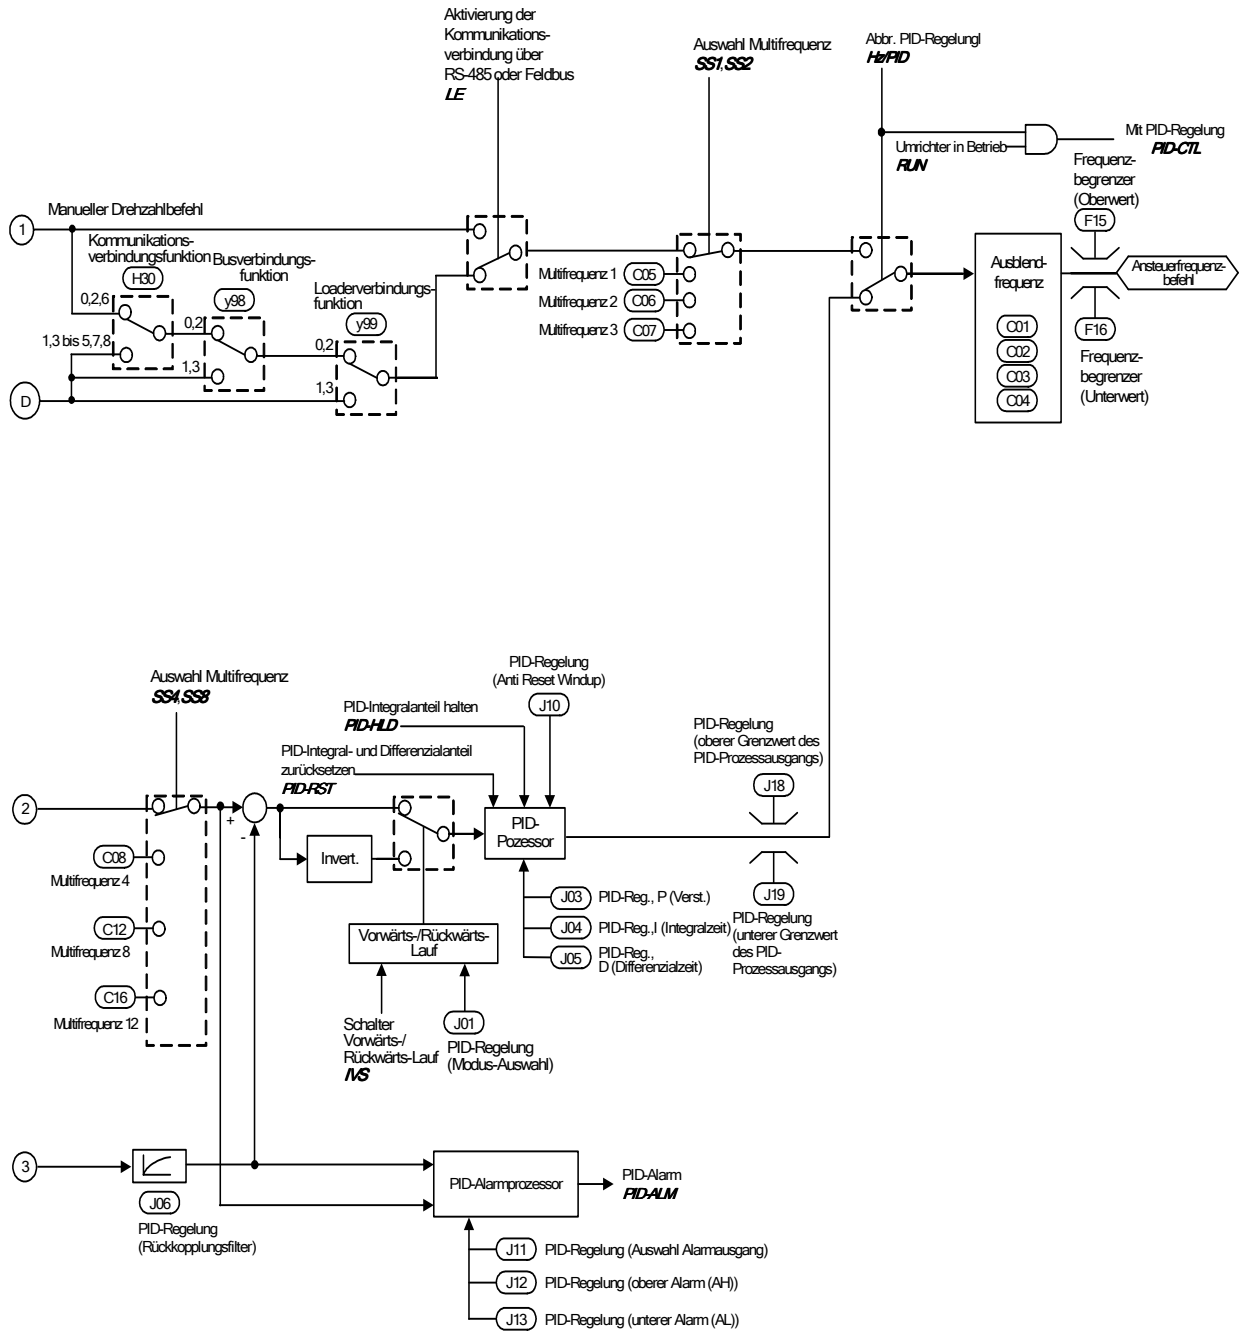 Aktivierung der
Kommunikations-
verbindung über
RS-485 oder Feldbus
LE
Auswahl Multifrequenz
SS1, SS2
Abbr. PID-Regelungl
Hz/PID
Umrichter in Betrieb
RUN
Mit PID-Regelung
PID-CTL
Frequenz-
begrenzer
(Oberwert)
F15
1
Manueller Drehzahlbefehl
Kommunikations-
verbindungsfunktion
H30
Busverbindungs-
funktion
y98
Loaderverbindungs-
funktion
y99
0,2,6
1,3 bis 5,7,8
0,2
1,3
0,2
1,3
D
Multifrequenz 1
C05
Multifrequenz 2
C06
Multifrequenz 3
C07
Ausblend-
frequenz
C01
C02
C03
C04
Ansteuerfrequenz-
befehl
F16
Frequenz-
begrenzer
(Unterwert)
Auswahl Multifrequenz
SS4, SS8
PID-Regelung
(Anti Reset Windup)
J10
PID-Integralanteil halten
PID-HLD
PID-Integral- und Differenzialanteil
zurücksetzen
PID-RST
PID-Regelung
(oberer Grenzwert des
PID-Prozessausgangs)
J18
2
+
-
Invert.
PID-
Pozessor
C08
Multifrequenz 4
C12
Multifrequenz 8
C16
Multifrequenz 12
Vorwärts-/Rückwärts-
Lauf
J03
PID-Reg., P (Verst.)
J04
PID-Reg.,I (Integralzeit)
J05
PID-Reg.,
D (Differenzialzeit)
J19
PID-Regelung
(unterer Grenzwert
des PID-
Prozessausgangs)
Schalter
Vorwärts-/
Rückwärts-Lauf
IVS
J01
PID-Regelung
(Modus-Auswahl)
3
J06
PID-Regelung
(Rückkopplungsfilter)
PID-Alarmprozessor
PID-Alarm
PID-ALM
J11
PID-Regelung (Auswahl Alarmausgang)
J12
PID-Regelung (oberer Alarm (AH))
J13
PID-Regelung (unterer Alarm (AL))